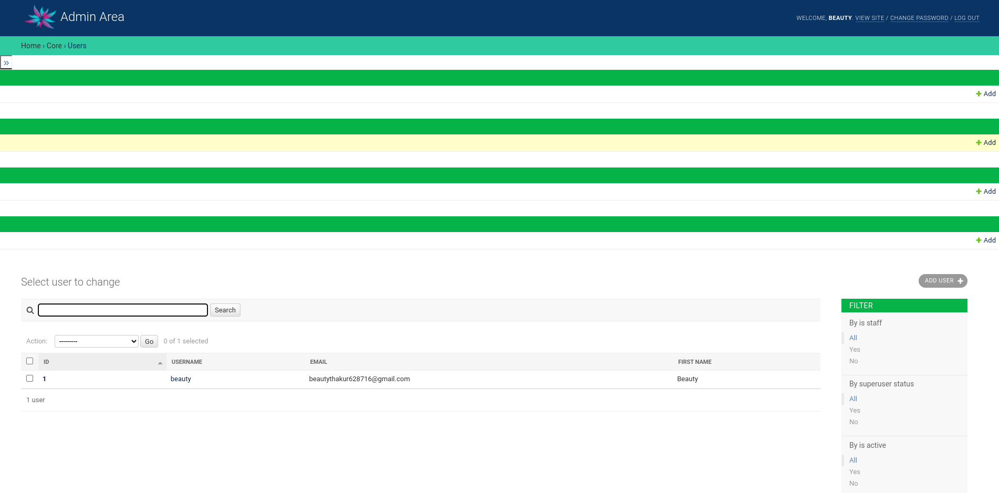 Admin Area
WELCOME, BEAUTY. VIEW SITE / CHANGE PASSWORD / LOG OUT
Home › Core › Users
»
Add
Add
Add
Add
Select user to change
ADD USER
Search
FILTER
By is staff
All
Yes
No
By superuser status
All
Yes
No
By is active
All
Yes
No
Action: --------- Go 0 of 1 selected
ID USERNAME EMAIL FIRST NAME
1 beauty beautythakur628716@gmail.com Beauty
1 user